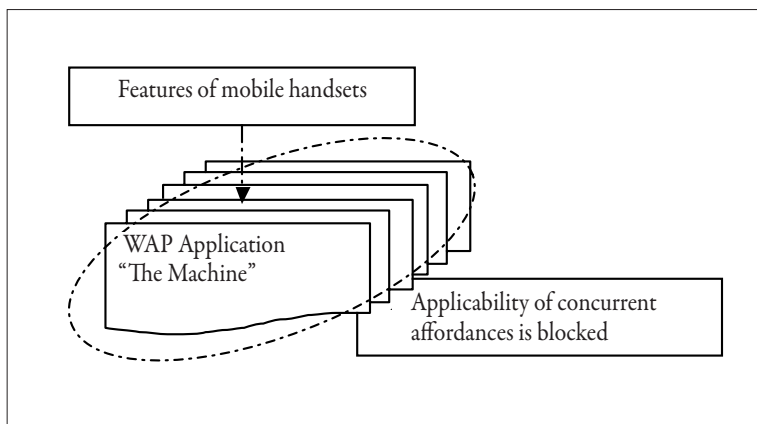 Features of mobile handsets
WAP Application
“The Machine”
Applicability of concurrent
affordances is blocked